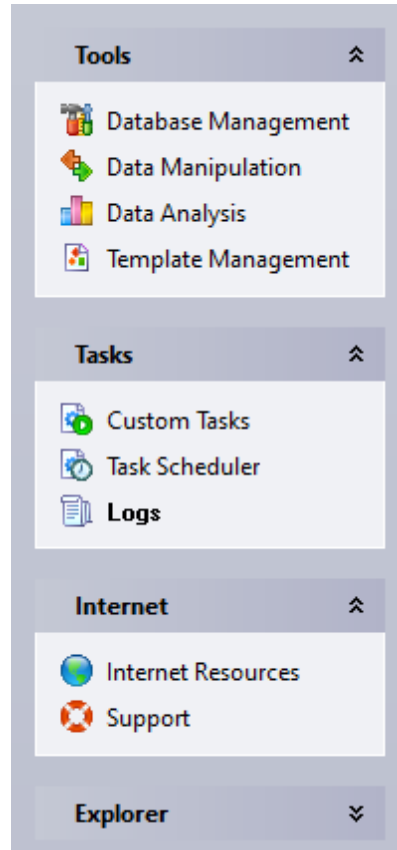 Tools
Database Management
Data Manipulation
Data Analysis
Template Management
Tasks
Custom Tasks
Task Scheduler
Logs
Internet
Internet Resources
Support
Explorer